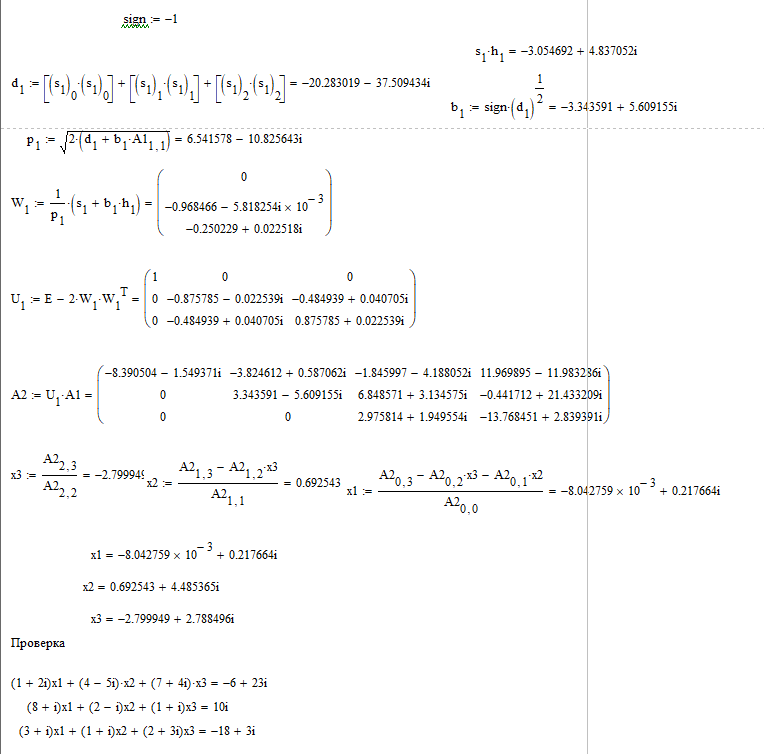 sign := −1
s₁·h₁ = −3.054692 + 4.837052i
d₁ := [(s₁)₀·(s₁)₀] + [(s₁)₁·(s₁)₁] + [(s₁)₂·(s₁)₂] = −20.283019 − 37.509434i
b₁ := sign·(d₁)^(1/2) = −3.343591 + 5.609155i
p₁ := √(2·(d₁ + b₁·A1₁,₁)) = 6.541578 − 10.825643i
W₁ := 1/p₁·(s₁ + b₁·h₁) = (
0
−0.968466 − 5.818254i × 10⁻³
−0.250229 + 0.022518i
)
U₁ := E − 2·W₁·W₁ᵀ = (
1 0 0
0 −0.875785 − 0.022539i −0.484939 + 0.040705i
0 −0.484939 + 0.040705i 0.875785 + 0.022539i
)
A2 := U₁·A1 = (
−8.390504 − 1.549371i −3.824612 + 0.587062i −1.845997 − 4.188052i 11.969895 − 11.983286i
0 3.343591 − 5.609155i 6.848571 + 3.134575i −0.441712 + 21.433209i
0 0 2.975814 + 1.949554i −13.768451 + 2.839391i
)
x3 := A2₂,₃ / A2₂,₂ = −2.799949
x2 := (A2₁,₃ − A2₁,₂·x3) / A2₁,₁ = 0.692543
x1 := (A2₀,₃ − A2₀,₂·x3 − A2₀,₁·x2) / A2₀,₀ = −8.042759 × 10⁻³ + 0.217664i
x1 = −8.042759 × 10⁻³ + 0.217664i
x2 = 0.692543 + 4.485365i
x3 = −2.799949 + 2.788496i
Проверка
(1 + 2i)x1 + (4 − 5i)·x2 + (7 + 4i)·x3 = −6 + 23i
(8 + i)x1 + (2 − i)x2 + (1 + i)x3 = 10i
(3 + i)x1 + (1 + i)x2 + (2 + 3i)x3 = −18 + 3i